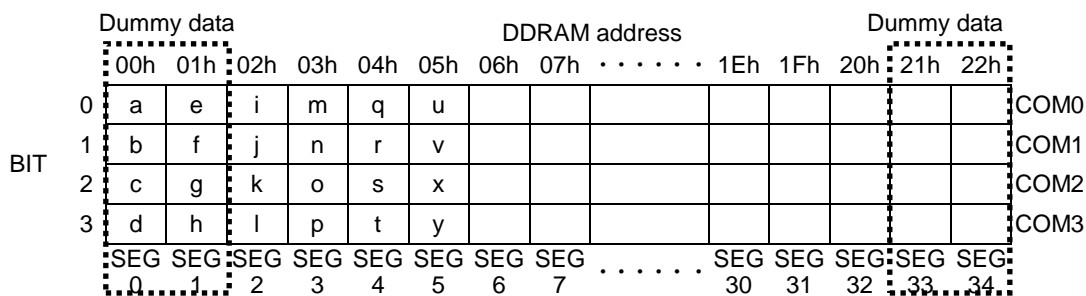 Dummy data DDRAM address Dummy data
00h 01h 02h 03h 04h 05h 06h 07h ・・・・・・ 1Eh 1Fh 20h 21h 22h
0 a e i m q u COM0
1 b f j n r v COM1
BIT
2 c g k o s x COM2
3 d h l p t y COM3
SEG SEG SEG SEG SEG SEG SEG SEG ・・・・・・ SEG SEG SEG SEG SEG
0 1 2 3 4 5 6 7 30 31 32 33 34